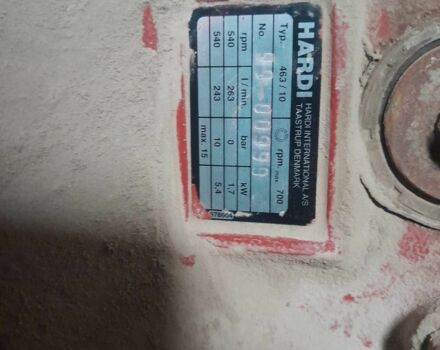 HARDI
HARDI INTERNATIONAL A/S
TAASTRUP DENMARK
Typ. 463 / 10 rpm. max. 700
No.
rpm l / min. bar kW
540 263 0 1,7
540 243 10 5,4
max. 15